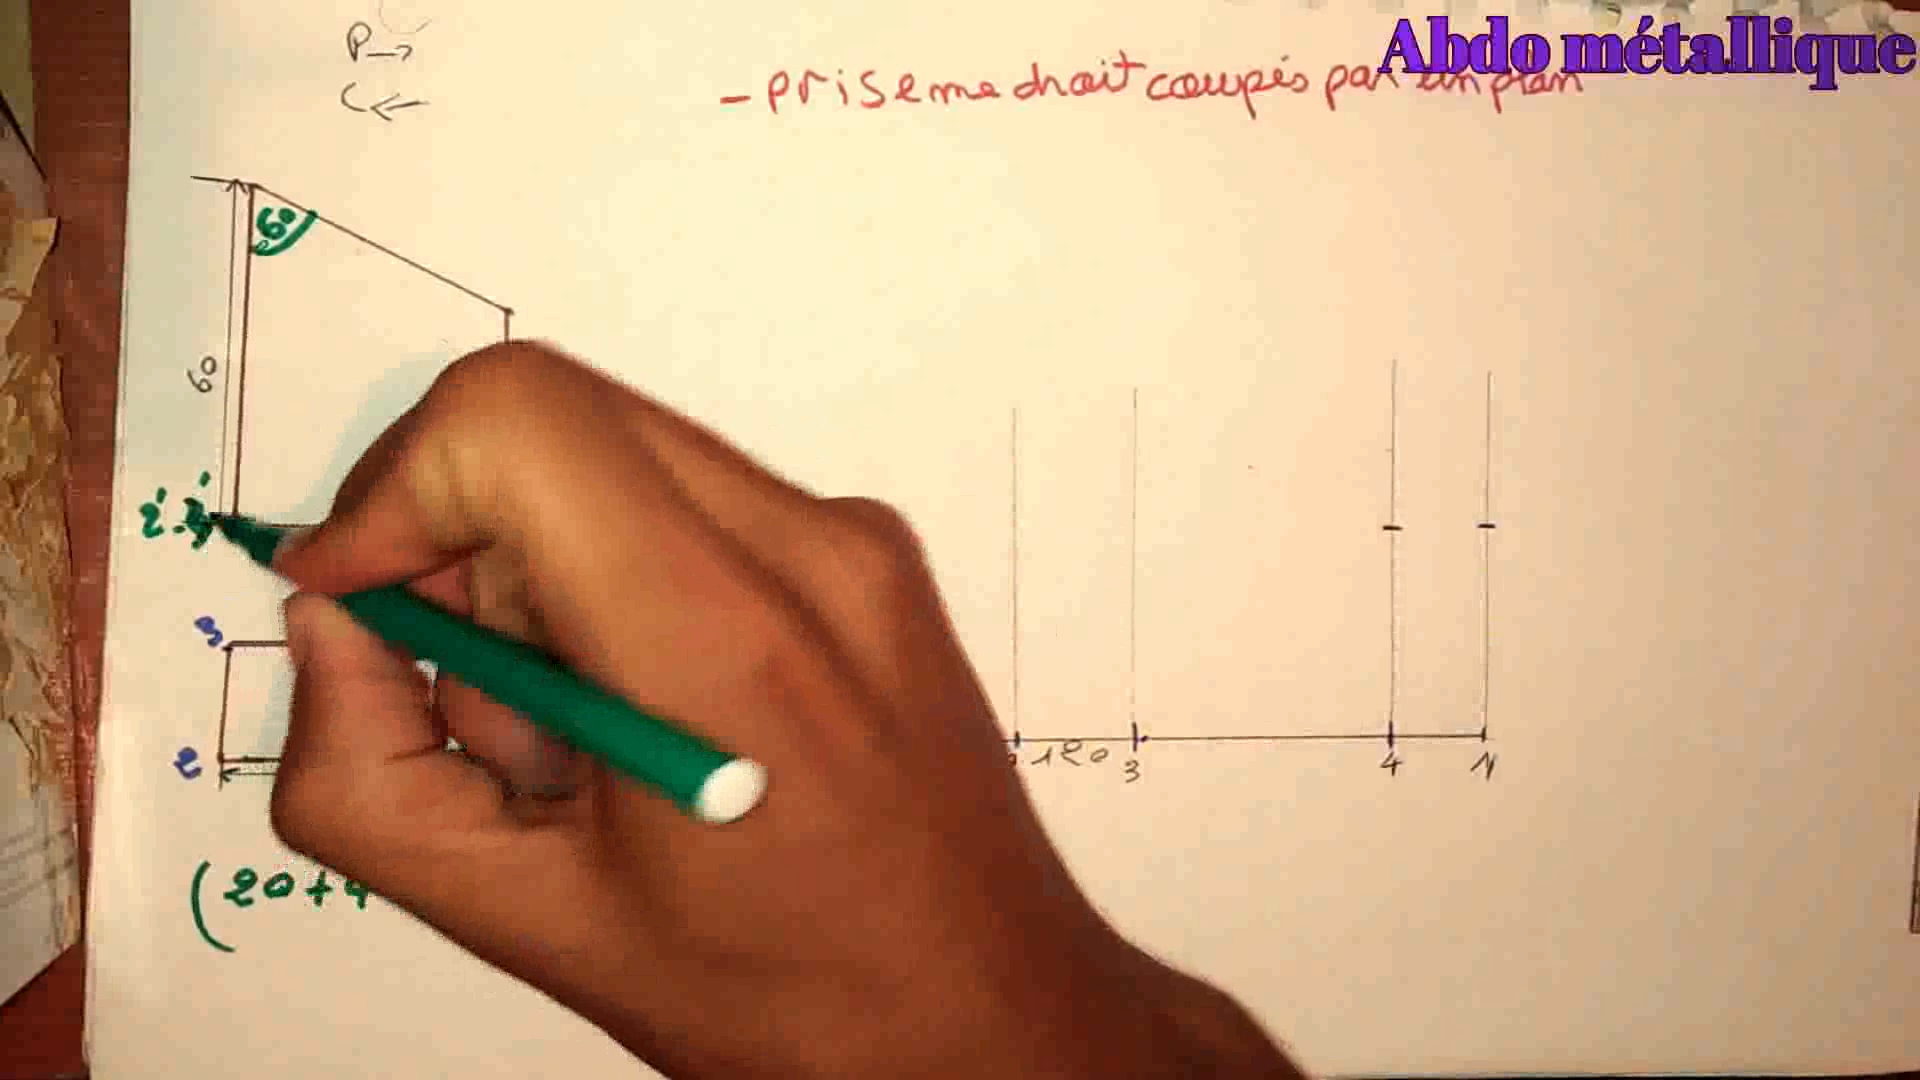 Abdo métallique
P→
C←
- priseme droit coupés par un plan
60
60
2'.3'
3
2
120 3 4 1
(20+4